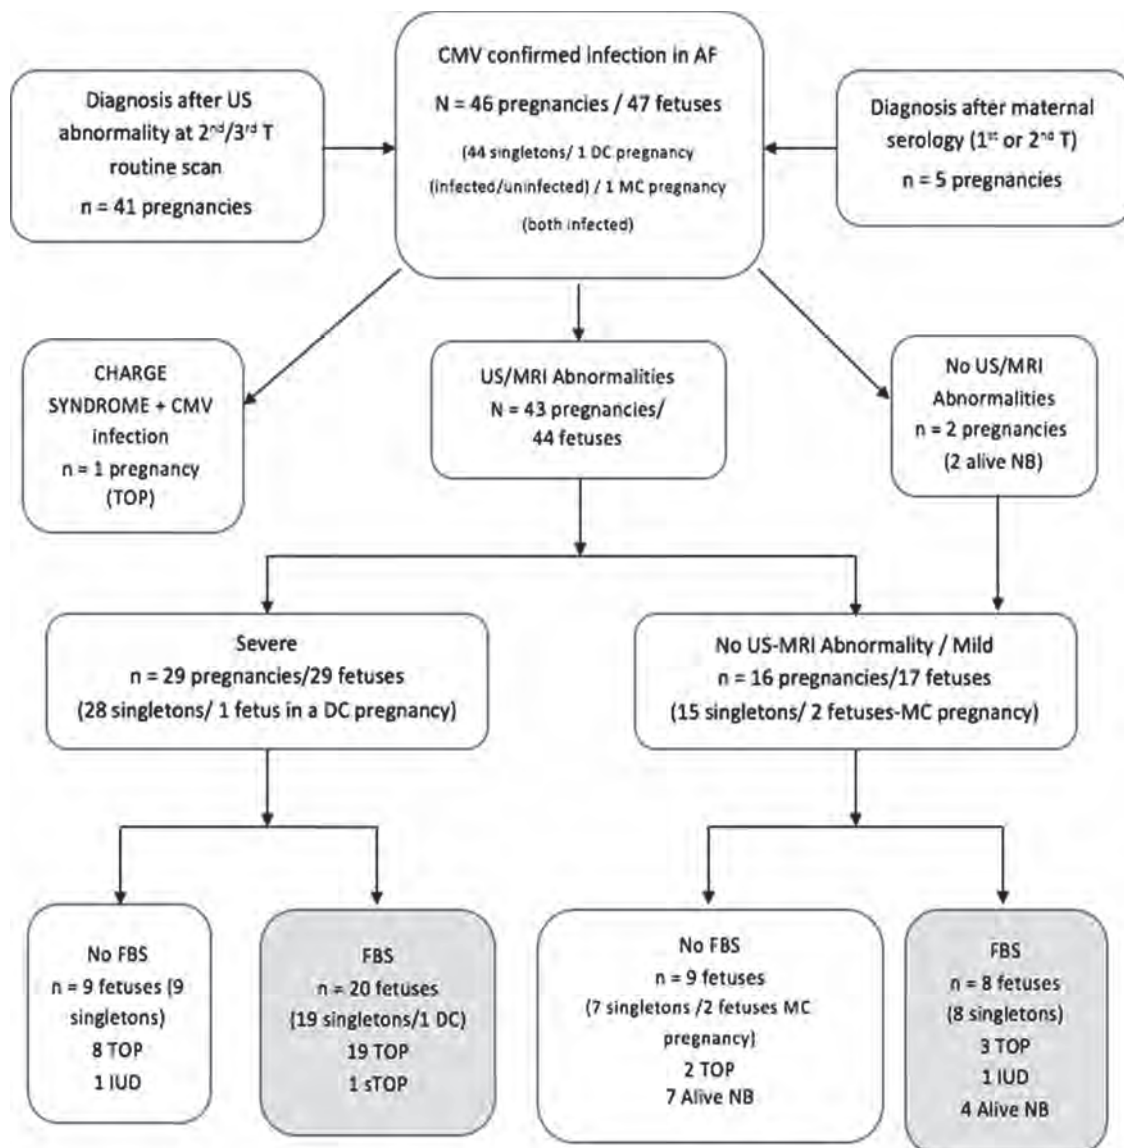 CMV confirmed infection in AF
N = 46 pregnancies / 47 fetuses
(44 singletons/ 1 DC pregnancy
(infected/uninfected) / 1 MC pregnancy
(both infected)
Diagnosis after US
abnormality at 2nd/3rd T
routine scan
n = 41 pregnancies
Diagnosis after maternal
serology (1st or 2nd T)
n = 5 pregnancies
CHARGE
SYNDROME + CMV
infection
n = 1 pregnancy
(TOP)
US/MRI Abnormalities
N = 43 pregnancies/
44 fetuses
No US/MRI
Abnormalities
n = 2 pregnancies
(2 alive NB)
Severe
n = 29 pregnancies/29 fetuses
(28 singletons/ 1 fetus in a DC pregnancy)
No US-MRI Abnormality / Mild
n = 16 pregnancies/17 fetuses
(15 singletons/ 2 fetuses-MC pregnancy)
No FBS
n = 9 fetuses (9
singletons)
8 TOP
1 IUD
FBS
n = 20 fetuses
(19 singletons/1 DC)
19 TOP
1 sTOP
No FBS
n = 9 fetuses
(7 singletons /2 fetuses MC
pregnancy)
2 TOP
7 Alive NB
FBS
n = 8 fetuses
(8 singletons)
3 TOP
1 IUD
4 Alive NB